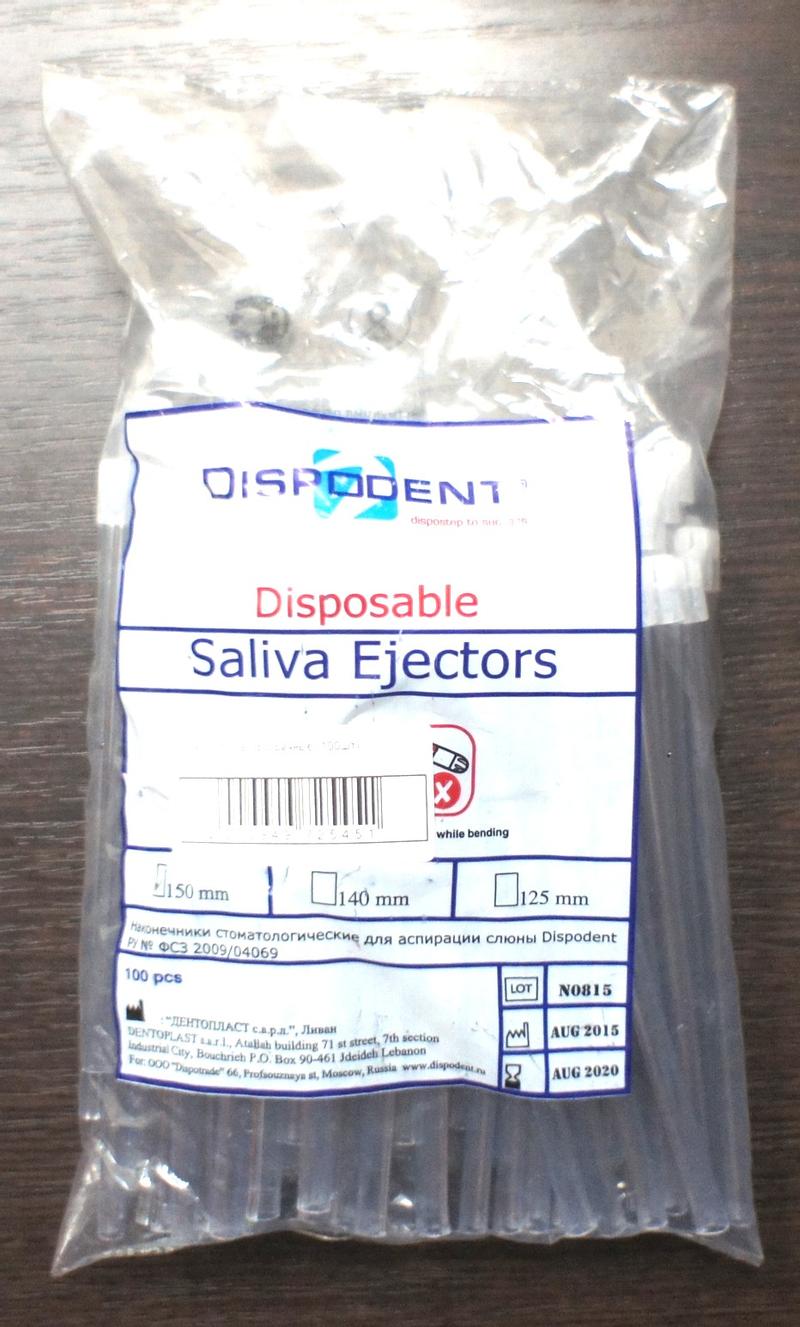 DISPODENT
Disposable
Saliva Ejectors
while bending
150 mm
140 mm
125 mm
Наконечники стоматологические для аспирации слюны Dispodent
РУ № ФСЗ 2009/04069
100 pcs
LOT
N0815
:"ДЕНТОПЛАСТ с.а.р.л.", Ливан
DENTOPLAST s.a.r.l., Atallah building 71 st street, 7th section
Industrial City, Bouchrieh P.O. Box 90-461 Jdeideh Lebanon
For: OOO "Dispotrade" 66, Profsouznaya st, Moscow, Russia www.dispodent.ru
AUG 2015
AUG 2020